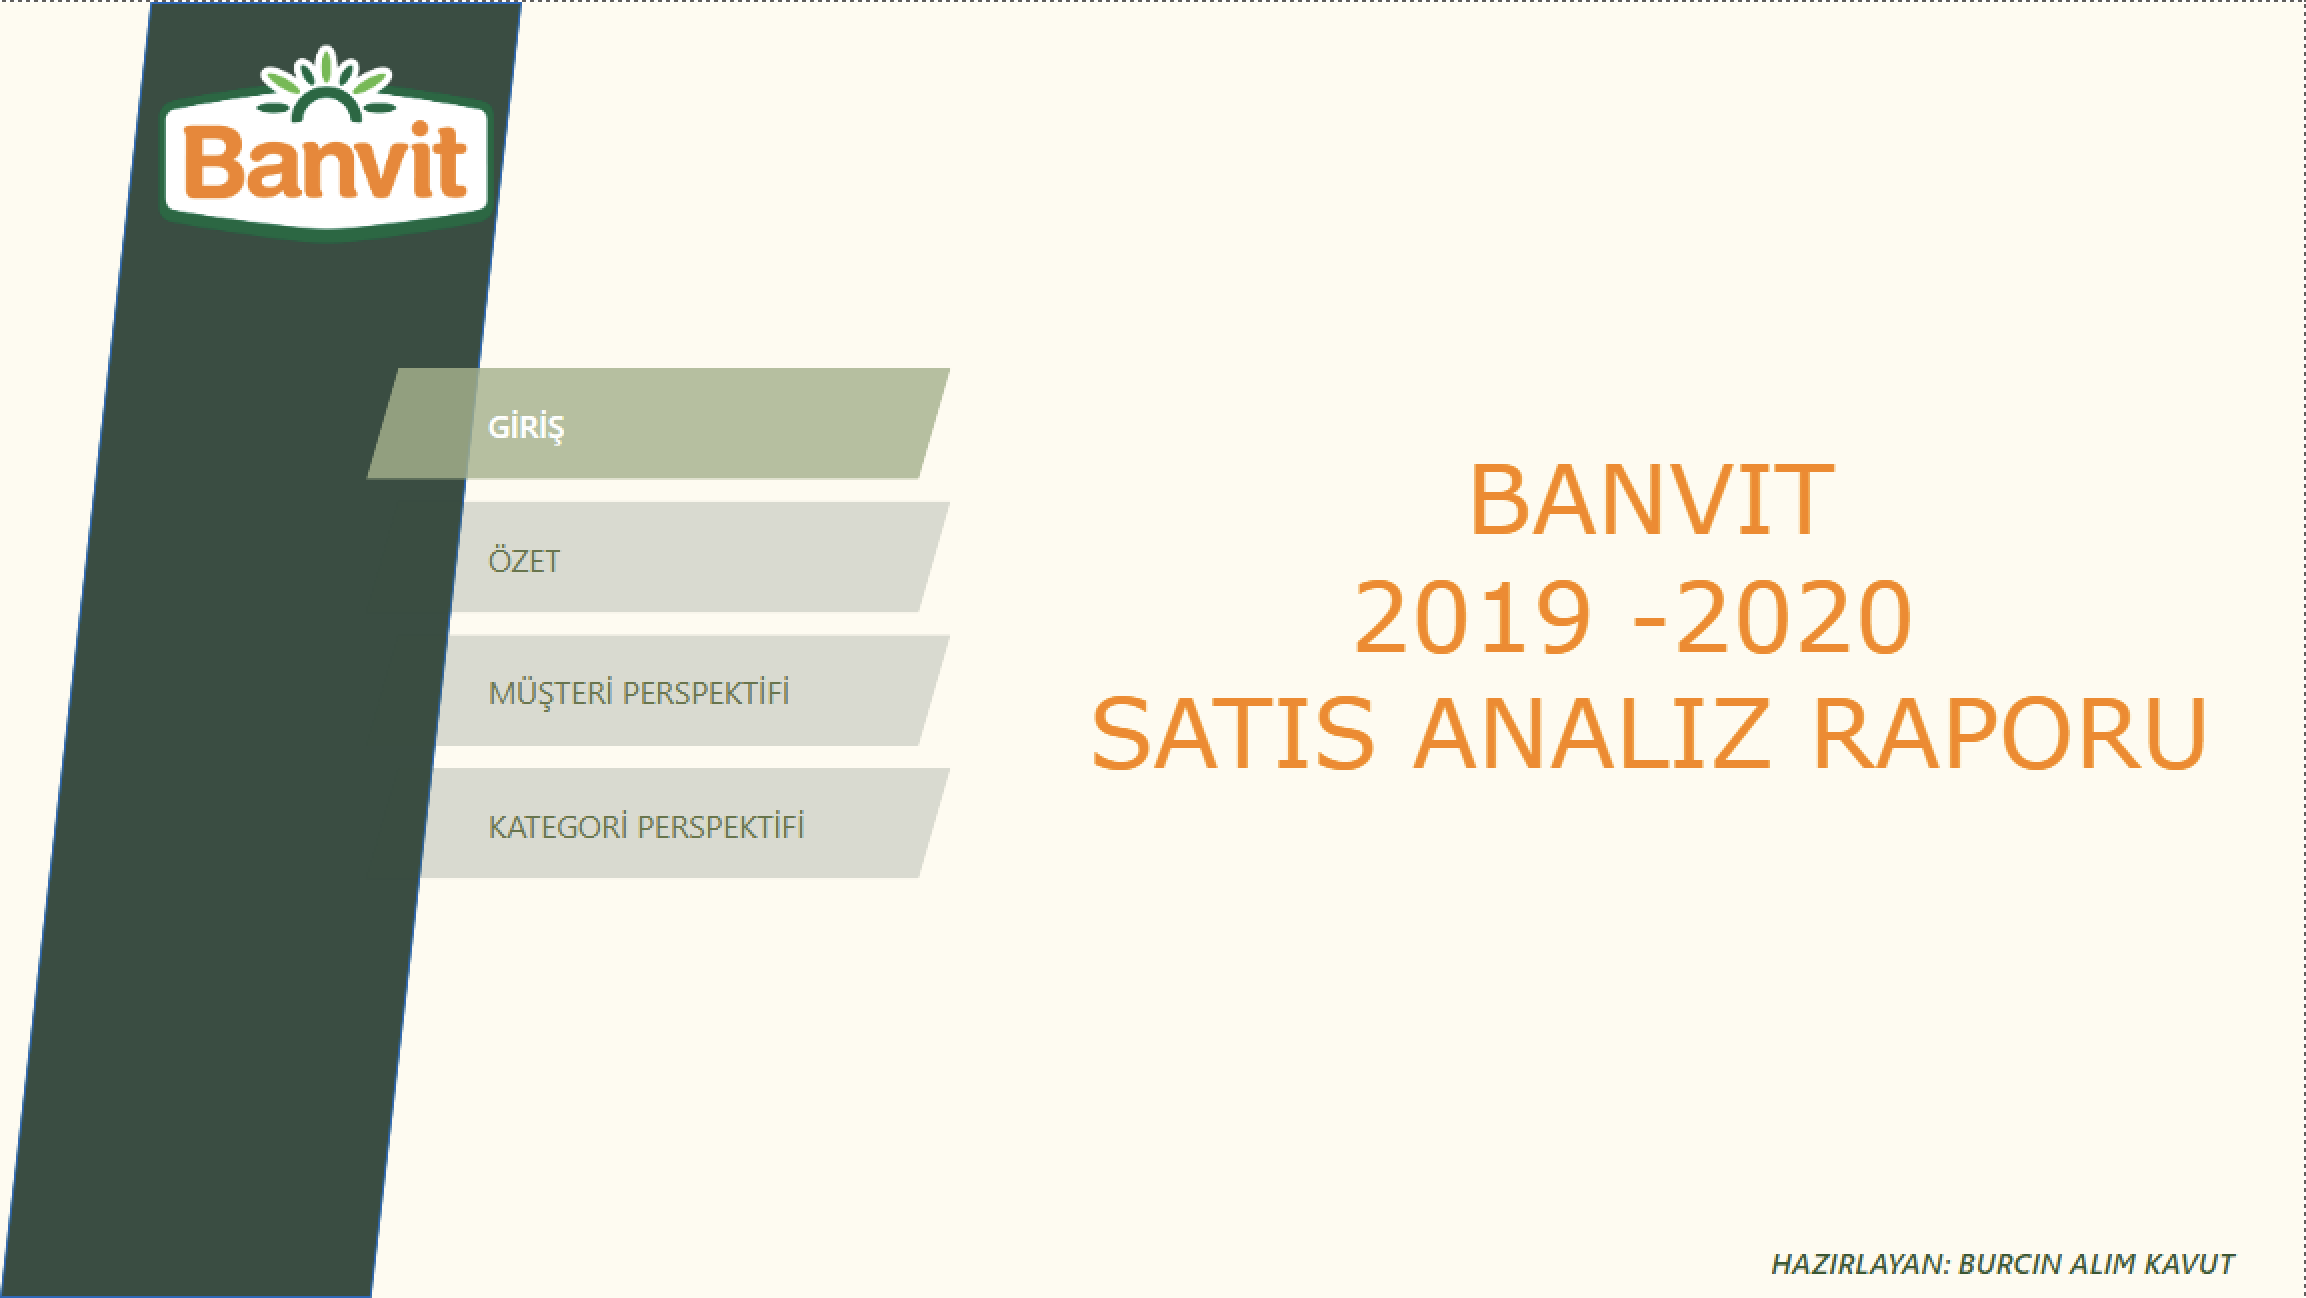 Banvit
GİRİŞ
ÖZET
MÜŞTERİ PERSPEKTİFİ
KATEGORİ PERSPEKTİFİ
BANVIT
2019 -2020
SATIS ANALIZ RAPORU
HAZIRLAYAN: BURCIN ALIM KAVUT